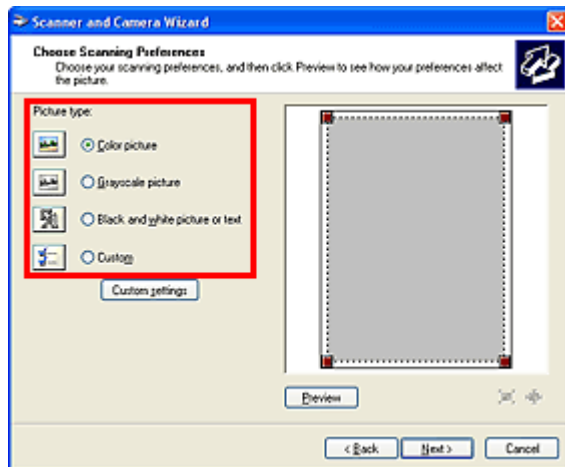 Scanner and Camera Wizard
Choose Scanning Preferences
Choose your scanning preferences, and then click Preview to see how your preferences affect
the picture.
Picture type:
Color picture
Grayscale picture
Black and white picture or text
Custom
Custom settings
Preview
< Back
Next >
Cancel